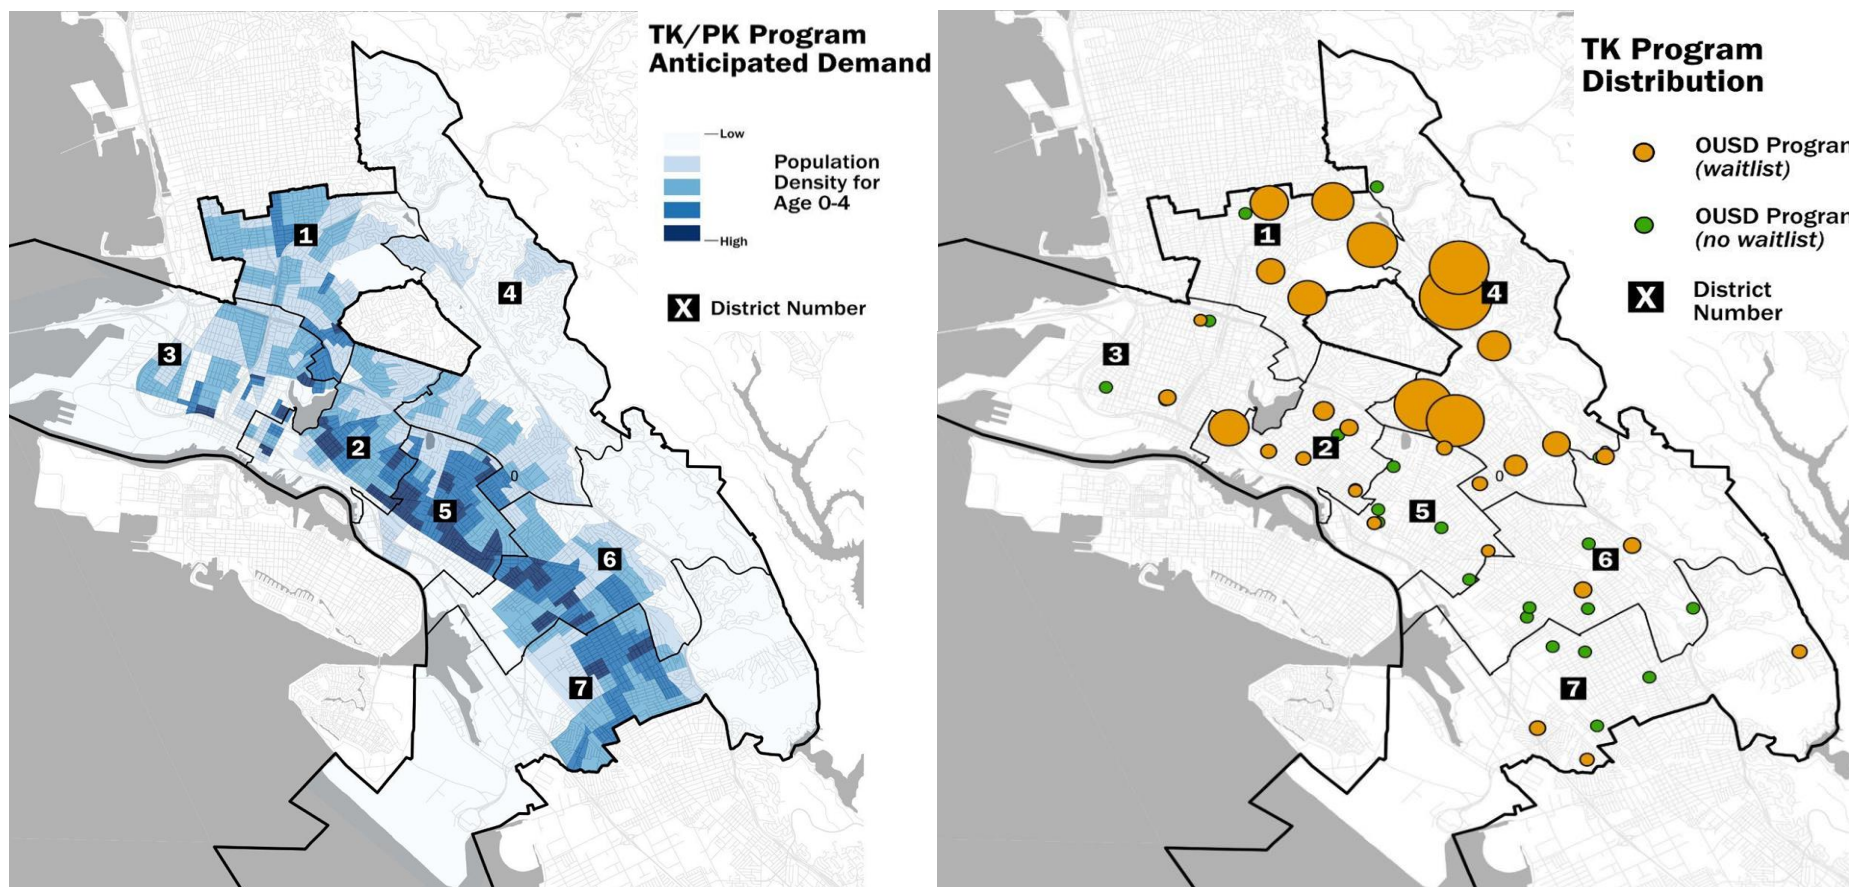 TK/PK Program
Anticipated Demand
Low
Population
Density for
Age 0-4
High
X District Number
1
4
3
2
0
5
6
7
TK Program
Distribution
OUSD Progran
(waitlist)
OUSD Progran
(no waitlist)
X District
Number
1
4
3
2
0
5
6
7